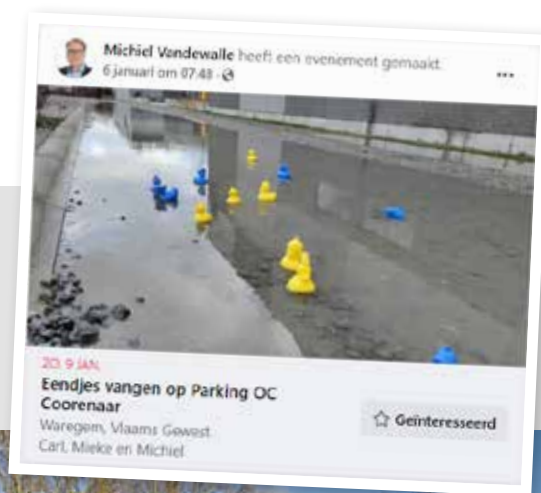 Michiel Vandewalle heeft een evenement gemaakt.
6 januari om 07:48
ZO 9 JAN.
Eendjes vangen op Parking OC
Coorenaar
Waregem, Vlaams Gewest
Carl, Mieke en Michiel
Geïnteresseerd